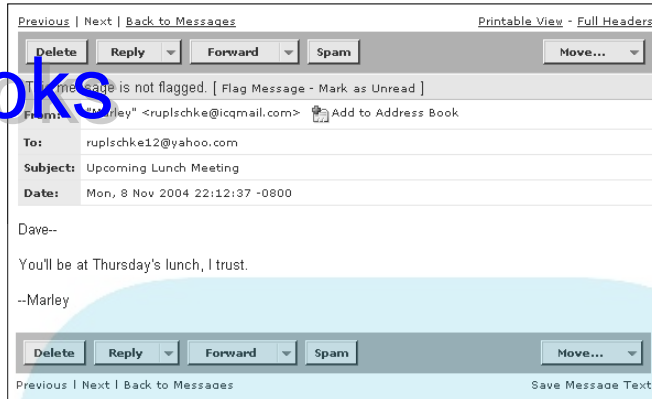 Previous | Next | Back to Messages Printable View - Full Headers
Delete Reply Forward Spam Move...
oks
message is not flagged. [ Flag Message - Mark as Unread ]
From: "Marley" <ruplschke@icqmail.com> Add to Address Book
To: ruplschke12@yahoo.com
Subject: Upcoming Lunch Meeting
Date: Mon, 8 Nov 2004 22:12:37 -0800
Dave--
You'll be at Thursday's lunch, I trust.
--Marley
Delete Reply Forward Spam Move...
Previous | Next | Back to Messages Save Message Text